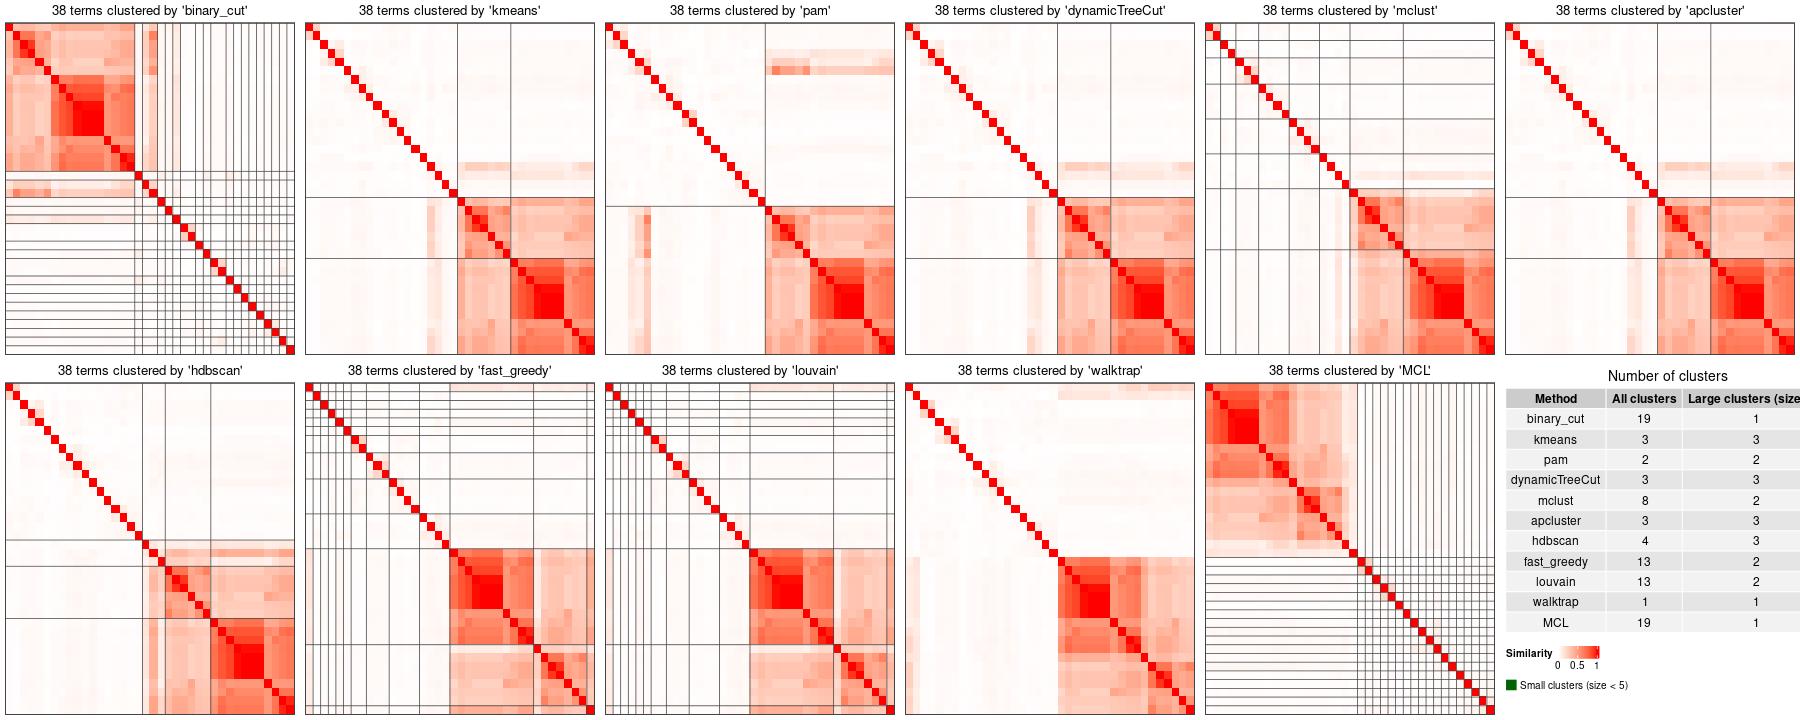 38 terms clustered by 'binary_cut'
38 terms clustered by 'kmeans'
38 terms clustered by 'pam'
38 terms clustered by 'dynamicTreeCut'
38 terms clustered by 'mclust'
38 terms clustered by 'apcluster'
38 terms clustered by 'hdbscan'
38 terms clustered by 'fast_greedy'
38 terms clustered by 'louvain'
38 terms clustered by 'walktrap'
38 terms clustered by 'MCL'
Number of clusters
Method All clusters Large clusters (size
binary_cut 19 1
kmeans 3 3
pam 2 2
dynamicTreeCut 3 3
mclust 8 2
apcluster 3 3
hdbscan 4 3
fast_greedy 13 2
louvain 13 2
walktrap 1 1
MCL 19 1
Similarity
0 0.5 1
Small clusters (size < 5)